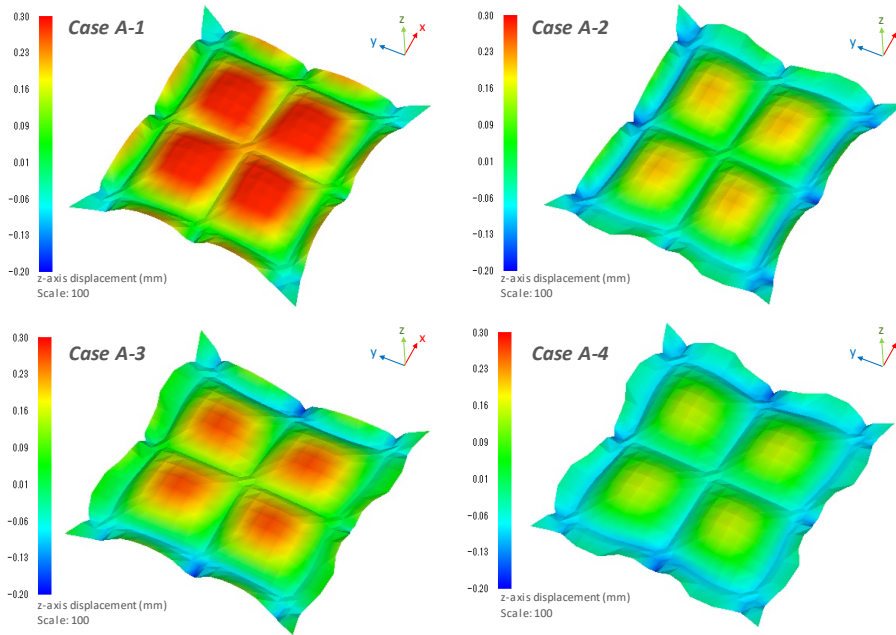 Case A-1
0.30
0.23
0.16
0.09
0.01
−0.06
−0.13
−0.20
z-axis displacement (mm)
Scale: 100
z
x
y
Case A-2
0.30
0.23
0.16
0.09
0.01
−0.06
−0.13
−0.20
z-axis displacement (mm)
Scale: 100
z
x
y
Case A-3
0.30
0.23
0.16
0.09
0.01
−0.06
−0.13
−0.20
z-axis displacement (mm)
Scale: 100
z
x
y
Case A-4
0.30
0.23
0.16
0.09
0.01
−0.06
−0.13
−0.20
z-axis displacement (mm)
Scale: 100
z
x
y